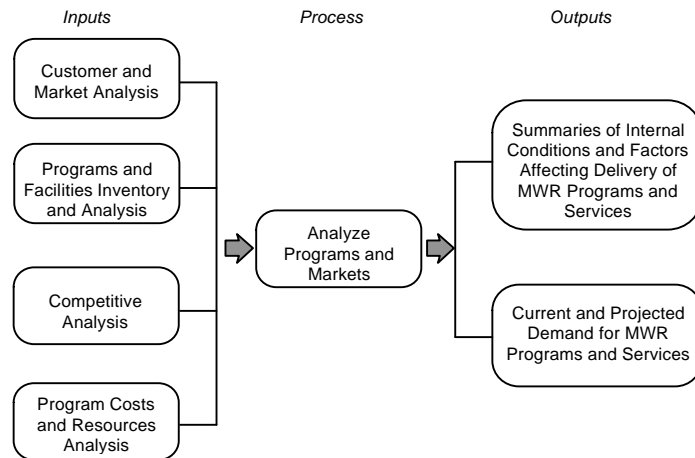 Inputs
Process
Outputs
Customer and
Market Analysis
Programs and
Facilities Inventory
and Analysis
Competitive
Analysis
Program Costs
and Resources
Analysis
Analyze
Programs and
Markets
Summaries of Internal
Conditions and Factors
Affecting Delivery of
MWR Programs and
Services
Current and Projected
Demand for MWR
Programs and Services